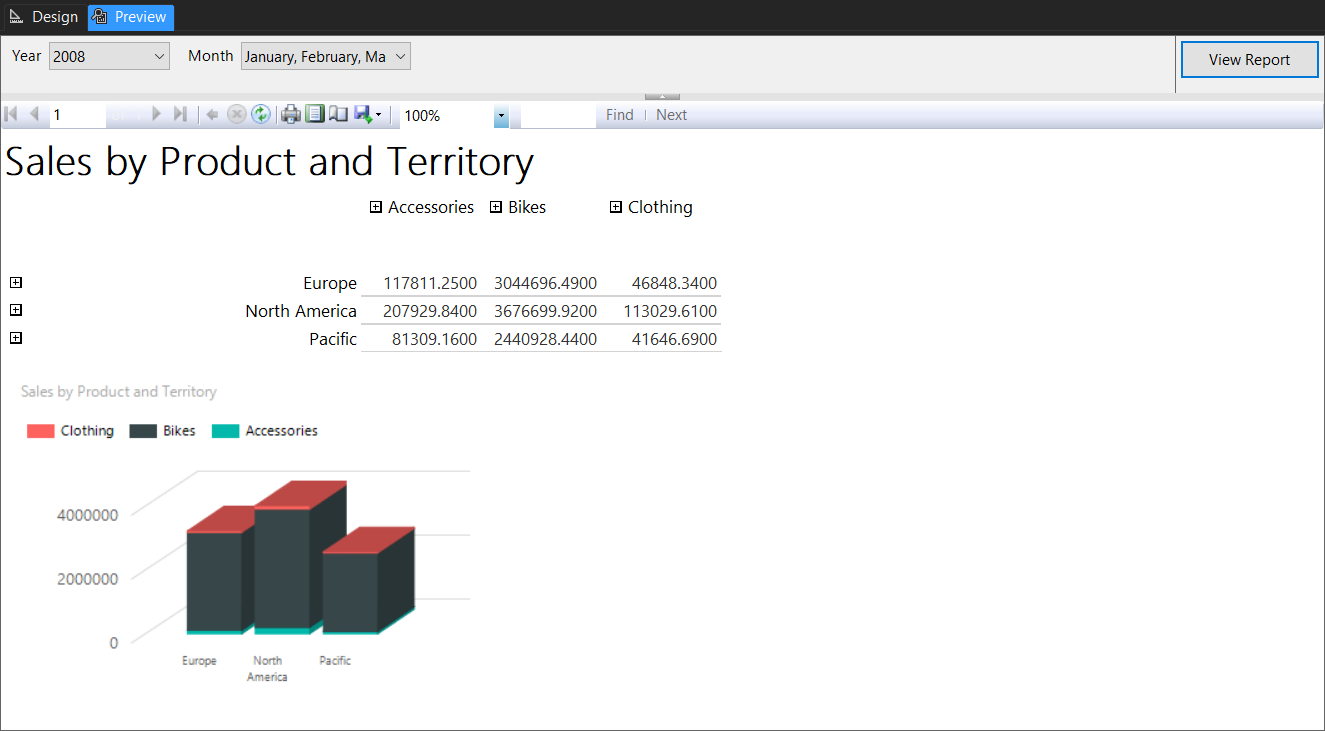 Design Preview
Year 2008 Month January, February, Ma View Report
1 100% Find Next
Sales by Product and Territory
Accessories Bikes Clothing
Europe 117811.2500 3044696.4900 46848.3400
North America 207929.8400 3676699.9200 113029.6100
Pacific 81309.1600 2440928.4400 41646.6900
Sales by Product and Territory
Clothing Bikes Accessories
4000000
2000000
0
Europe North Pacific
America